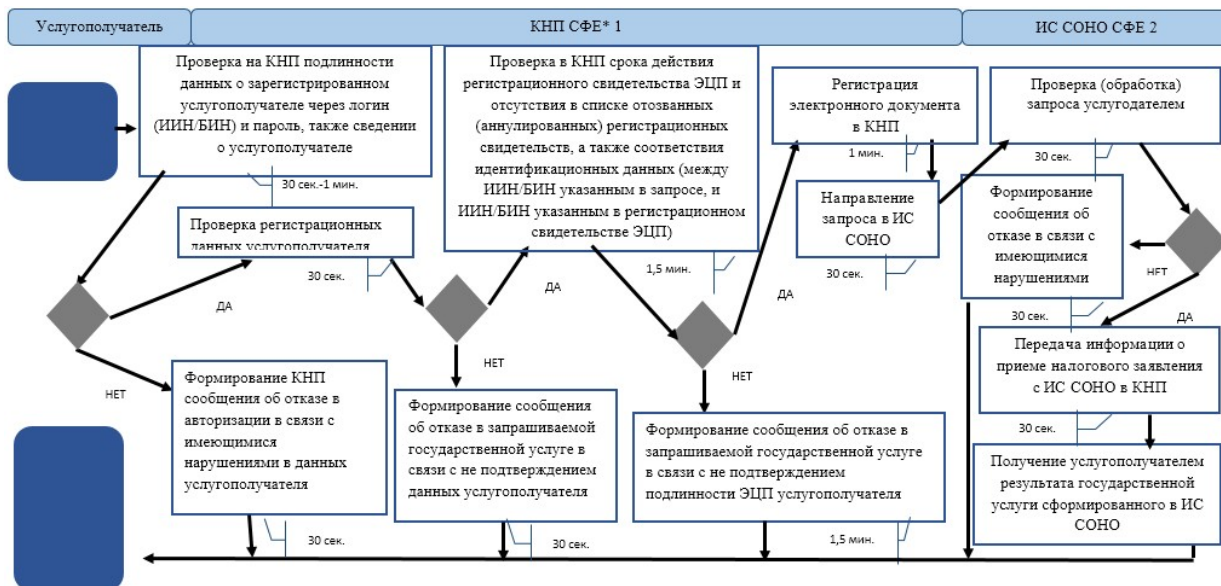 Услугополучатель
КНП СФЕ* 1
ИС СОНО СФЕ 2
Проверка на КНП подлинности
данных о зарегистрированном
услугополучателе через логин
(ИИН/БИН) и пароль, также сведении
о услугополучателе
30 сек.-1 мин.
Проверка регистрационных
данных услугополучателя
30 сек.
ДА
НЕТ
Формирование КНП
сообщения об отказе в
авторизации в связи с
имеющимися
нарушениями в данных
услугополучателя
30 сек.
Проверка в КНП срока действия
регистрационного свидетельства ЭЦП и
отсутствия в списке отозванных
(аннулированных) регистрационных
свидетельств, а также соответствия
идентификационных данных (между
ИИН/БИН указанным в запросе, и
ИИН/БИН указанным в регистрационном
свидетельстве ЭЦП)
1,5 мин.
ДА
НЕТ
Формирование сообщения
об отказе в запрашиваемой
государственной услуге в
связи с не подтверждением
данных услугополучателя
30 сек.
Регистрация
электронного документа
в КНП
1 мин.
Направление
запроса в ИС
СОНО
30 сек.
ДА
НЕТ
Формирование сообщения об отказе в
запрашиваемой государственной услуге
в связи с не подтверждением
подлинности ЭЦП услугополучателя
1,5 мин.
Проверка (обработка)
запроса услугодателем
30 сек.
Формирование
сообщения об
отказе в связи с
имеющимися
нарушениями
НЕТ
30 сек.
ДА
Передача информации о
приеме налогового заявления
с ИС СОНО в КНП
30 сек.
Получение услугополучателем
результата государственной
услуги сформированного в ИС
СОНО